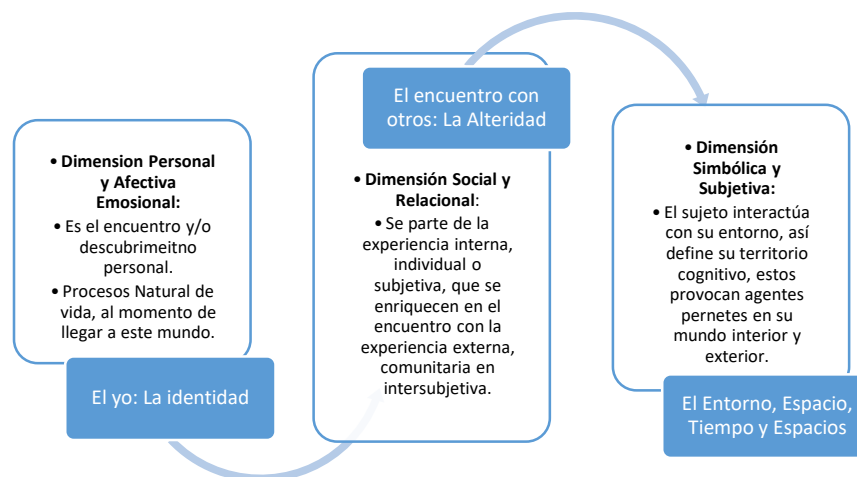 • Dimension Personal
y Afectiva
Emosional:
• Es el encuentro y/o
descubrimeitno
personal.
• Procesos Natural de
vida, al momento de
llegar a este mundo.
El yo: La identidad
El encuentro con
otros: La Alteridad
• Dimensión Social y
Relacional:
• Se parte de la
experiencia interna,
individual o
subjetiva, que se
enriquecen en el
encuentro con la
experiencia externa,
comunitaria en
intersubjetiva.
• Dimensión
Simbólica y
Subjetiva:
• El sujeto interactúa
con su entorno, así
define su territorio
cognitivo, estos
provocan agentes
pernetes en su
mundo interior y
exterior.
El Entorno, Espacio,
Tiempo y Espacios